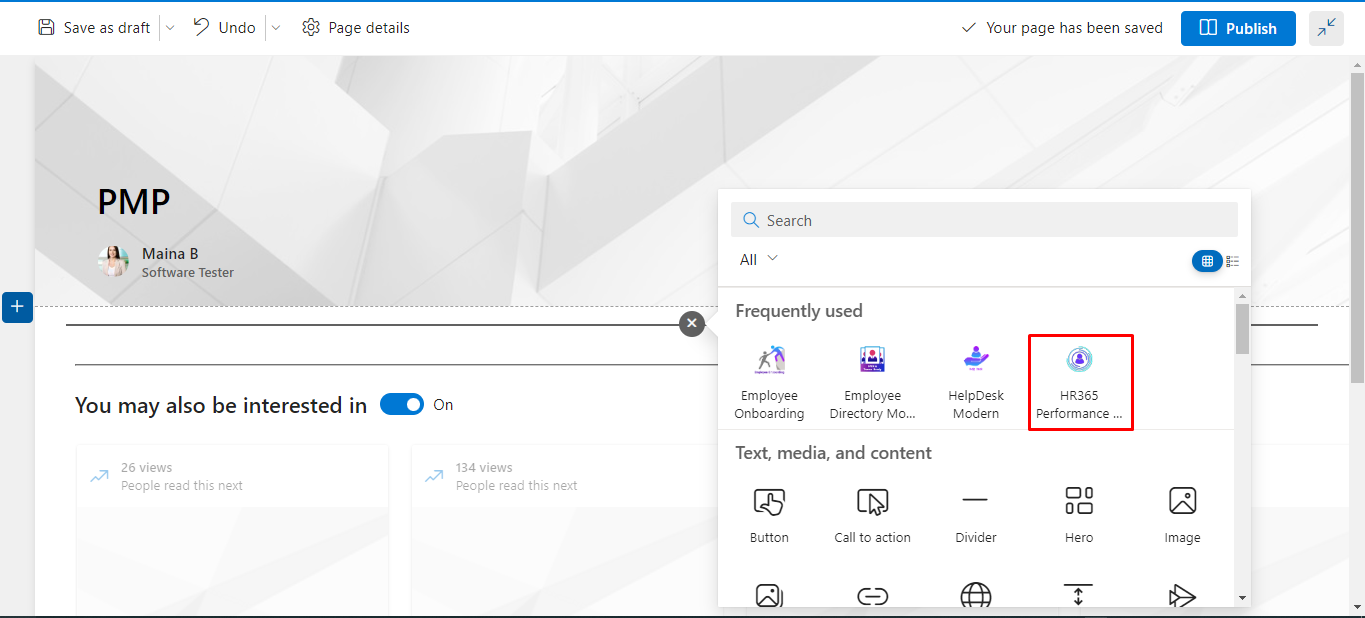 Save as draft
Undo
Page details
Your page has been saved
Publish
PMP
Maina B
Software Tester
Search
All
Frequently used
Employee
Onboarding
Employee
Directory Mo...
HelpDesk
Modern
HR365
Performance ...
You may also be interested in
On
Text, media, and content
26 views
People read this next
134 views
People read this next
Button
Call to action
Divider
Hero
Image